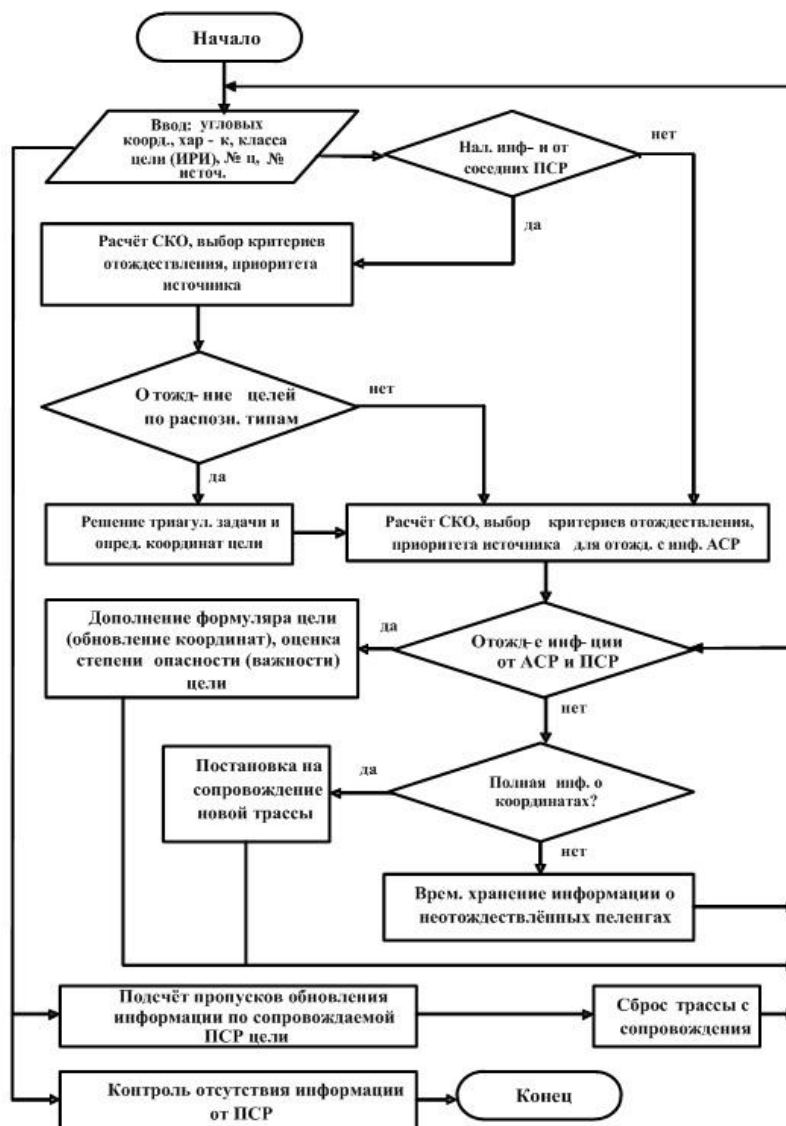 Начало
Ввод: угловых
коорд., хар - к, класса
цели (ИРИ), № ц, №
источ.
Нал. инф- и от
соседних ПСР
нет
да
Расчёт СКО, выбор критериев
отождествления, приоритета
источника
О тожд- ние целей
по распозн. типам
нет
да
Решение триагул. задачи и
опред. координат цели
Расчёт СКО, выбор критериев отождествления,
приоритета источника для отожд. с инф. АСР
Дополнение формуляра цели
(обновление координат), оценка
степени опасности (важности)
цели
да
Отожд-е инф- ции
от АСР и ПСР
нет
Постановка на
сопровождение
новой трассы
да
Полная инф. о
координатах?
нет
Врем. хранение информации о
неотождествлённых пеленгах
Подсчёт пропусков обновления
информации по сопровождаемой
ПСР цели
Сброс трассы с
сопровождения
Контроль отсутствия информации
от ПСР
Конец